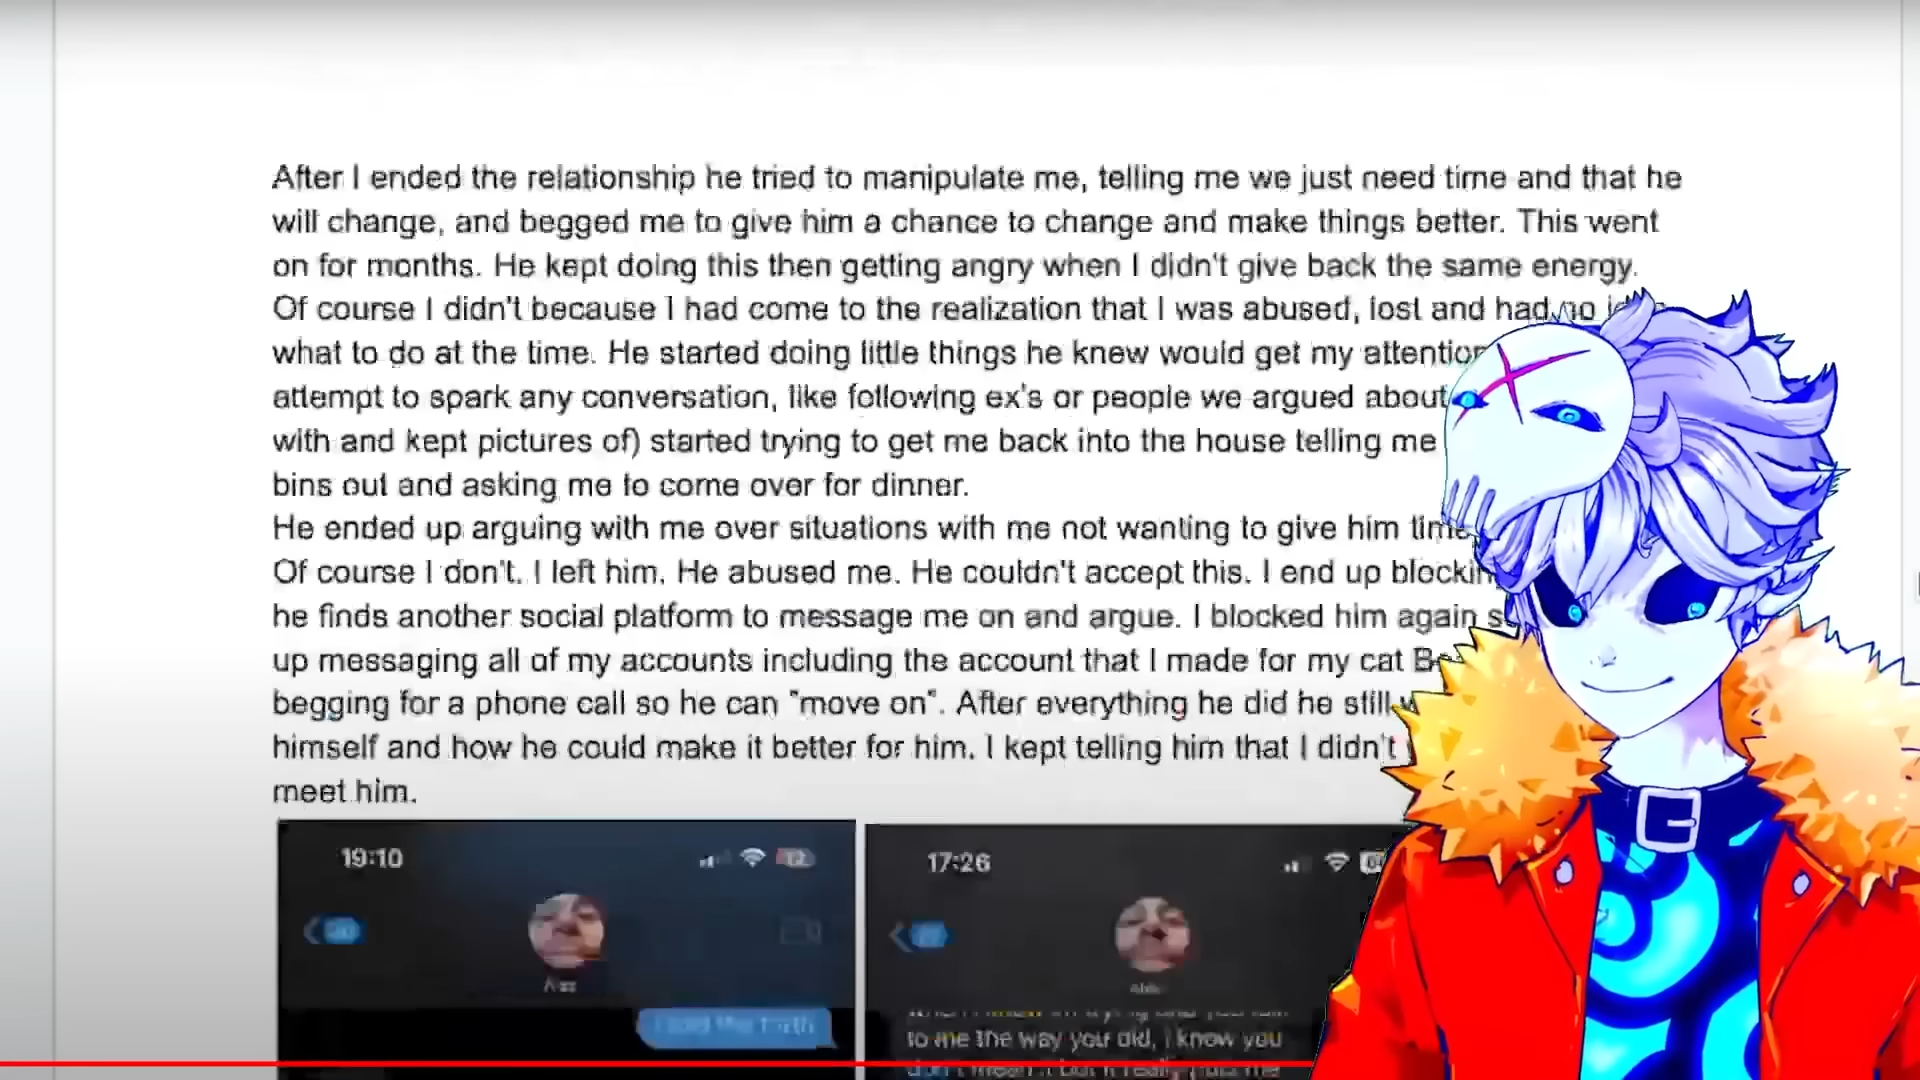 After I ended the relationship he tried to manipulate me, telling me we just need time and that he
will change, and begged me to give him a chance to change and make things better. This went
on for months. He kept doing this then getting angry when I didn't give back the same energy.
Of course I didn't because I had come to the realization that I was abused, lost and had no
what to do at the time. He started doing little things he knew would get my attention
attempt to spark any conversation, like following ex's or people we argued about
with and kept pictures of) started trying to get me back into the house telling me
bins out and asking me to come over for dinner.
He ended up arguing with me over situations with me not wanting to give him time
Of course I don't. I left him. He abused me. He couldn't accept this. I end up blocking
he finds another social platform to message me on and argue. I blocked him again
up messaging all of my accounts including the account that I made for my cat
begging for a phone call so he can "move on". After everything he did he still
himself and how he could make it better for him. I kept telling him that I didn't
meet him.
19:10
17:26
I told the truth
to me the way you did, I know you